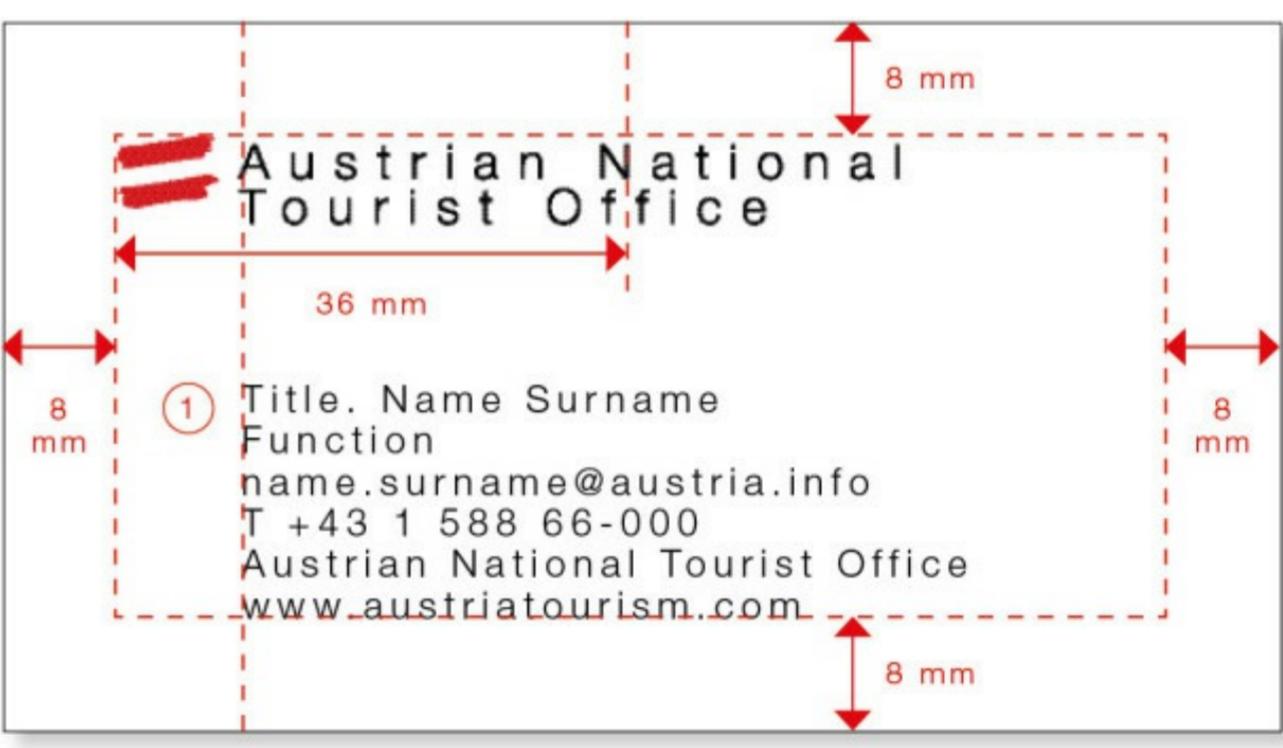 8 mm
Austrian National
Tourist Office
36 mm
8
mm
8
mm
1
Title. Name Surname
Function
name.surname@austria.info
T +43 1 588 66-000
Austrian National Tourist Office
www.austriatourism.com
8 mm